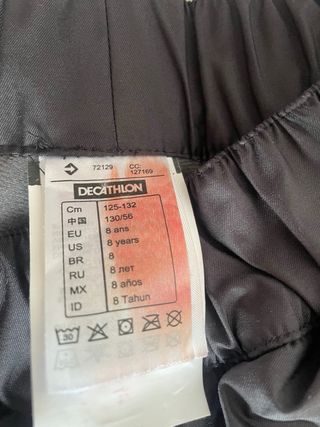 72129 CC: 127169
DECATHLON
Cm 125-132
中国 130/56
EU 8 ans
US 8 years
BR 8
RU 8 лет
MX 8 años
ID 8 Tahun
30